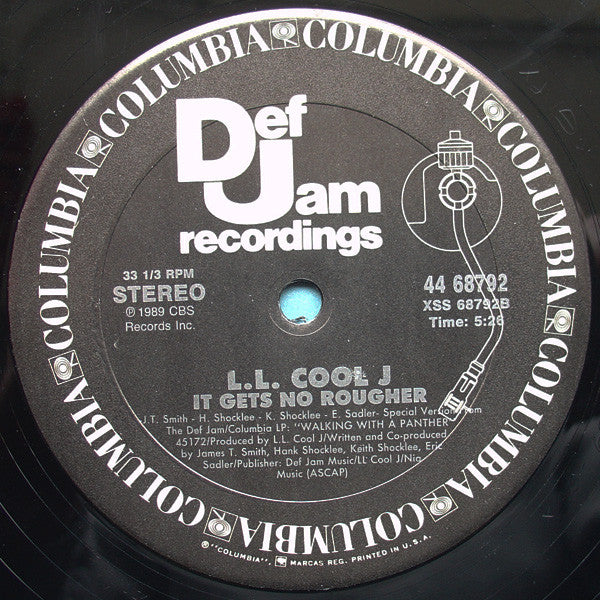 COLUMBIA COLUMBIA COLUMBIA COLUMBIA COLUMBIA COLUMBIA COLUMBIA COLUMBIA COLUMBIA
Def
Jam
recordings
33 1/3 RPM
STEREO
℗ 1989 CBS
Records Inc.
44 68792
XSS 68792B
Time: 5:26
L.L. COOL J
IT GETS NO ROUGHER
J.T. Smith - H. Shocklee - K. Shocklee - E. Sadler- Special Version from
The Def Jam/Columbia LP: "WALKING WITH A PANTHER
45172/Produced by L.L. Cool J/Written and Co-produced
by James T. Smith, Hank Shocklee, Keith Shocklee, Eric
Sadler/Publisher: Def Jam Music/LL Cool J/Nia
Music (ASCAP)
® "COLUMBIA", MARCAS REG. PRINTED IN U.S.A.